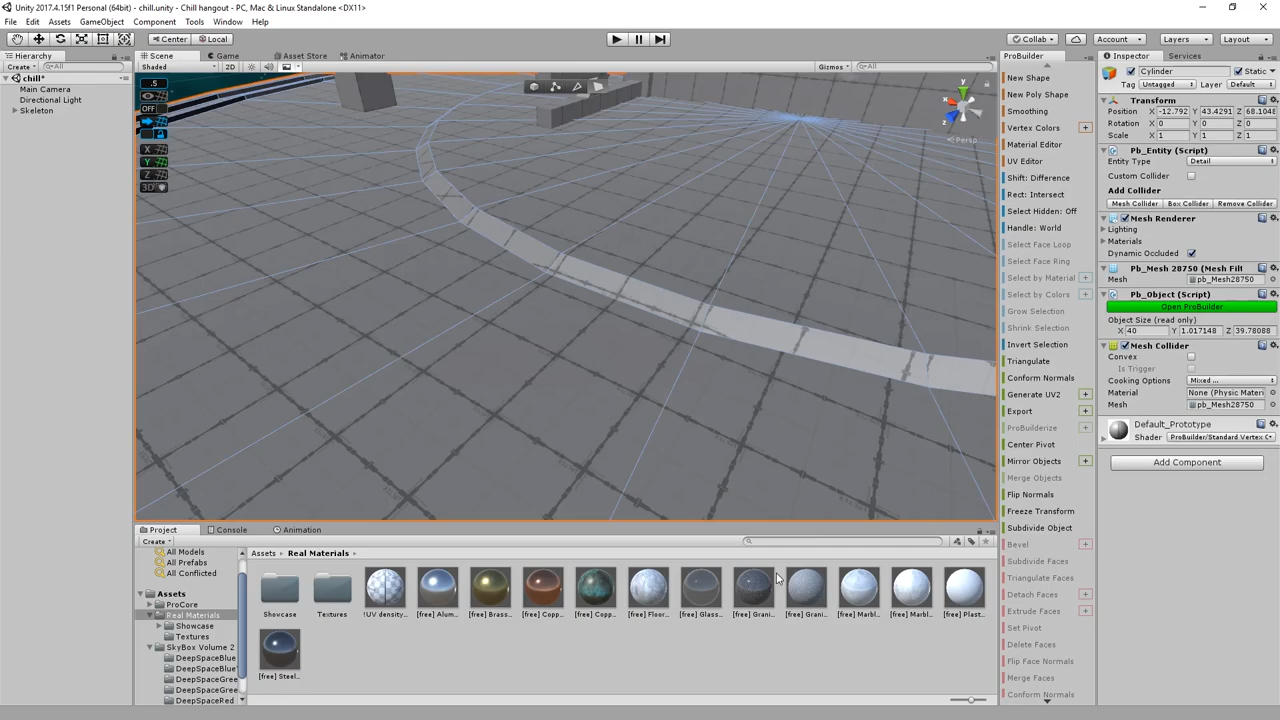 Unity 2017.4.15f1 Personal (64bit) - chill.unity - Chill hangout - PC, Mac & Linux Standalone <DX11>
File Edit Assets GameObject Component Tools Window Help
Center Local
Collab Account Layers Layout
Hierarchy
Create All
chill*
Main Camera
Directional Light
Skeleton
Scene Game Asset Store Animator
Shaded 2D Gizmos All
.5
OFF
X
Y
Z
3D
y
x
z
Persp
ProBuilder
New Shape
New Poly Shape
Smoothing
Vertex Colors +
Material Editor
UV Editor
Shift: Difference
Rect: Intersect
Select Hidden: Off
Handle: World
Select Face Loop
Select Face Ring
Select by Material +
Select by Colors +
Grow Selection
Shrink Selection
Invert Selection
Triangulate
Conform Normals
Generate UV2 +
Export +
ProBuilderize +
Center Pivot
Mirror Objects +
Merge Objects
Flip Normals
Freeze Transform
Subdivide Object
Bevel +
Subdivide Faces
Triangulate Faces
Detach Faces +
Extrude Faces +
Set Pivot
Delete Faces
Flip Face Normals
Merge Faces
Conform Normals
Inspector Services
Cylinder Static
Tag Untagged Layer Default
Transform
Position X -12.792 Y 43.4291 Z 68.1048
Rotation X 0 Y 0 Z 0
Scale X 1 Y 1 Z 1
Pb_Entity (Script)
Entity Type Detail
Custom Collider
Add Collider
Mesh Collider Box Collider Remove Collider
Mesh Renderer
Lighting
Materials
Dynamic Occluded
Pb_Mesh 28750 (Mesh Filt
Mesh pb_Mesh28750
Pb_Object (Script)
Open ProBuilder
Object Size (read only)
X 40 Y 1.017148 Z 39.78088
Mesh Collider
Convex
Is Trigger
Cooking Options Mixed ...
Material None (Physic Materi
Mesh pb_Mesh28750
Default_Prototype
Shader ProBuilder/Standard Vertex C
Add Component
Project Console Animation
Create
All Models
All Prefabs
All Conflicted
Assets
ProCore
Real Materials
Showcase
Textures
SkyBox Volume 2
DeepSpaceBlue
DeepSpaceBlue
DeepSpaceGree
DeepSpaceGree
DeepSpaceRed
Assets Real Materials
Showcase Textures !UV density... [free] Alum... [free] Brass... [free] Copp... [free] Copp... [free] Floor... [free] Glass... [free] Grani... [free] Grani... [free] Marbl... [free] Marbl... [free] Plast...
[free] Steel...